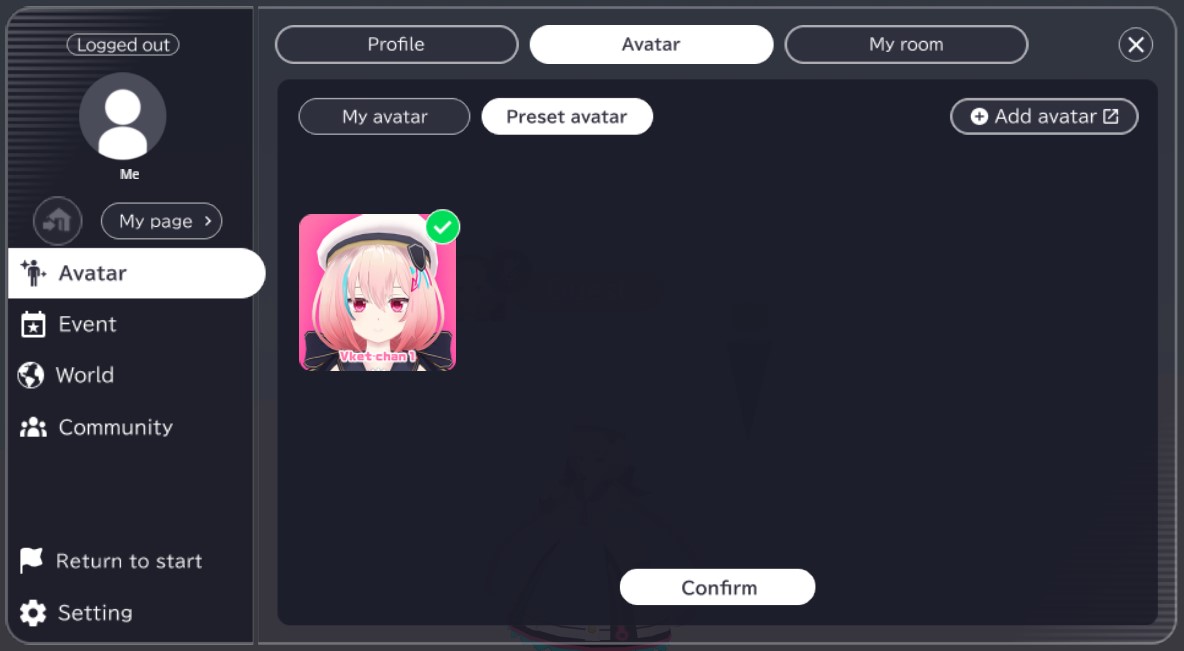 Logged out
Me
My page
Avatar
Event
World
Community
Return to start
Setting
Profile
Avatar
My room
My avatar
Preset avatar
Add avatar
Vket-chan 1
Confirm